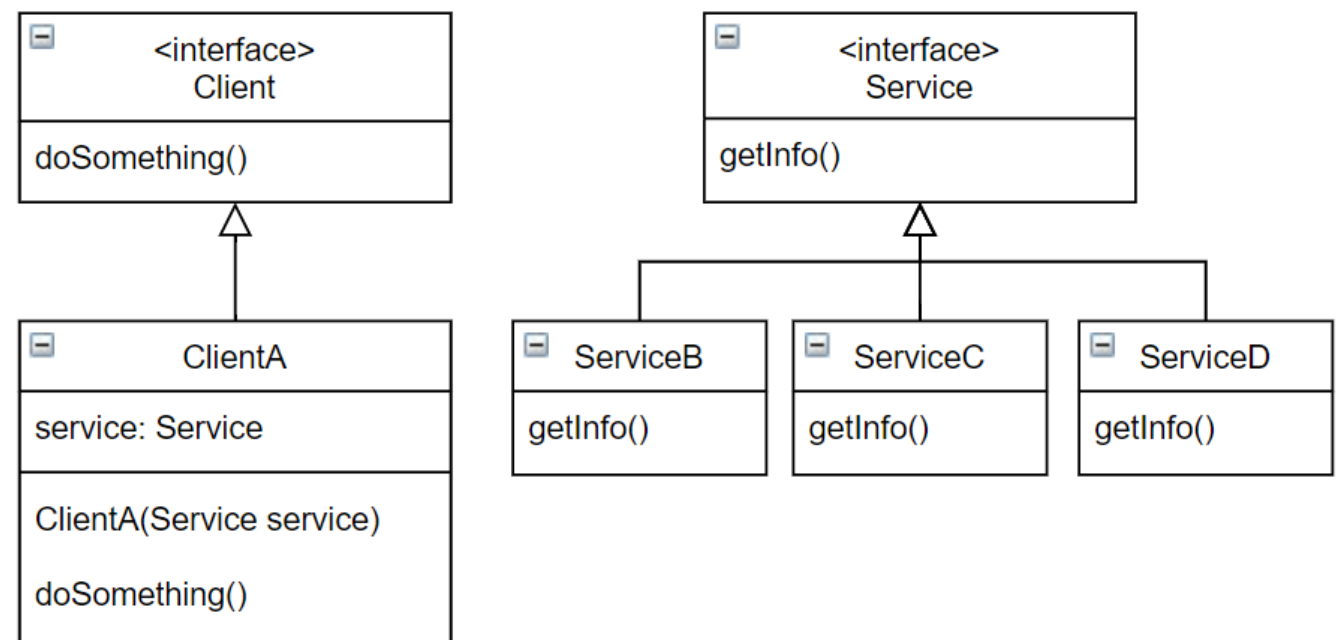 <interface>
Client
doSomething()
<interface>
Service
getInfo()
ClientA
service: Service
ClientA(Service service)
doSomething()
ServiceB
getInfo()
ServiceC
getInfo()
ServiceD
getInfo()